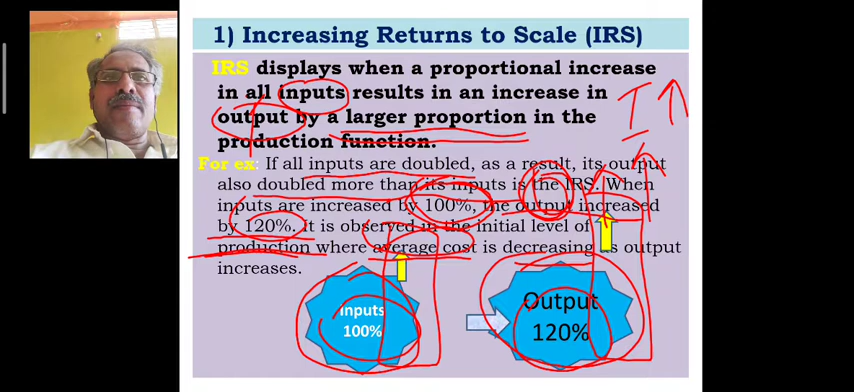 1) Increasing Returns to Scale (IRS)
IRS displays when a proportional increase
in all inputs results in an increase in
output by a larger proportion in the
production function.
For ex: If all inputs are doubled, as a result, its output
also doubled more than its inputs is the IRS. When
inputs are increased by 100%, the output increased
by 120%. It is observed in the initial level of
production where average cost is decreasing as output
increases.
Inputs
100%
Output
120%
I